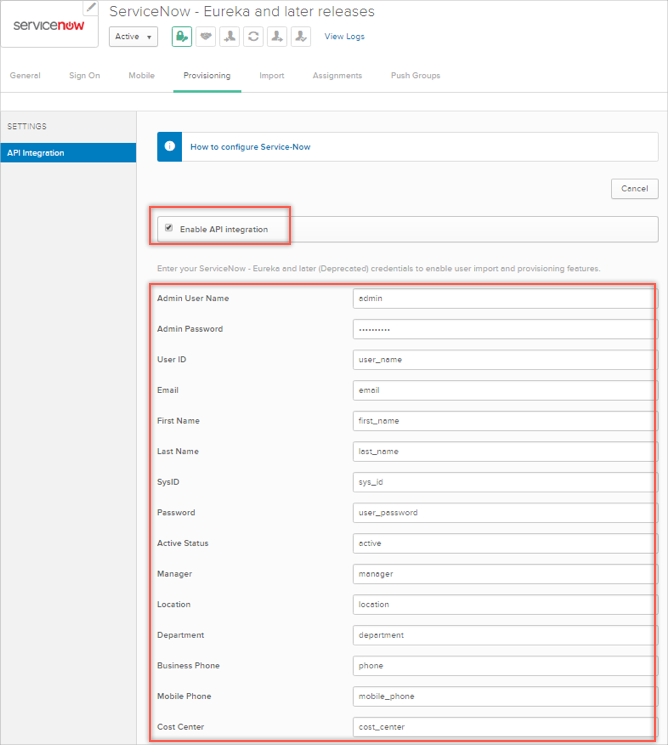 servicenow
ServiceNow - Eureka and later releases
Active
View Logs
General Sign On Mobile Provisioning Import Assignments Push Groups
SETTINGS
API Integration
How to configure Service-Now
Cancel
Enable API integration
Enter your ServiceNow - Eureka and later (Deprecated) credentials to enable user import and provisioning features.
Admin User Name admin
Admin Password ••••••••••
User ID user_name
Email email
First Name first_name
Last Name last_name
SysID sys_id
Password user_password
Active Status active
Manager manager
Location location
Department department
Business Phone phone
Mobile Phone mobile_phone
Cost Center cost_center